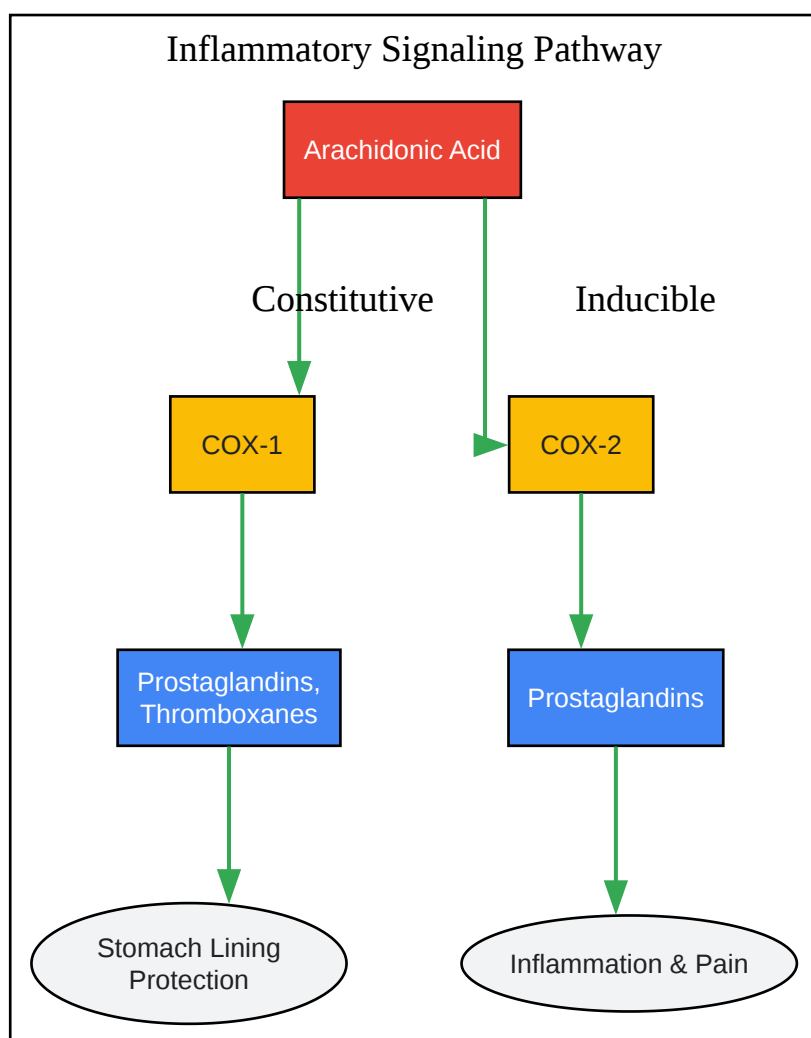 Inflammatory Signaling Pathway
Arachidonic Acid
Constitutive
Inducible
COX-1
COX-2
Prostaglandins,
Thromboxanes
Prostaglandins
Stomach Lining
Protection
Inflammation & Pain